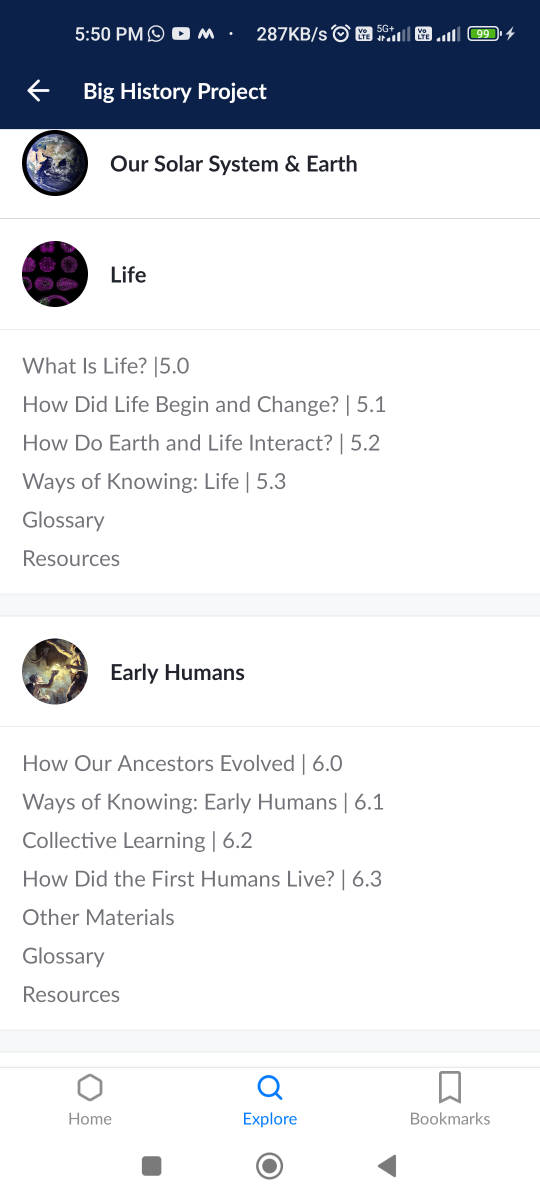 5:50 PM 287KB/s Vo LTE 5G+ Vo LTE 99
Big History Project
Our Solar System & Earth
Life
What Is Life? |5.0
How Did Life Begin and Change? | 5.1
How Do Earth and Life Interact? | 5.2
Ways of Knowing: Life | 5.3
Glossary
Resources
Early Humans
How Our Ancestors Evolved | 6.0
Ways of Knowing: Early Humans | 6.1
Collective Learning | 6.2
How Did the First Humans Live? | 6.3
Other Materials
Glossary
Resources
Home Explore Bookmarks